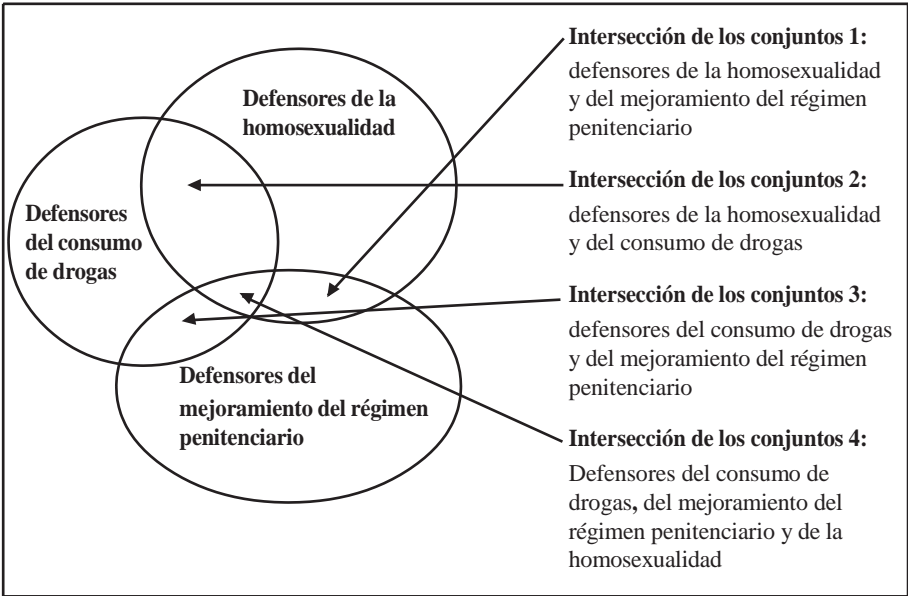 Defensores de la
homosexualidad
Defensores
del consumo
de drogas
Defensores del
mejoramiento del régimen
penitenciario
Intersección de los conjuntos 1:
defensores de la homosexualidad
y del mejoramiento del régimen
penitenciario
Intersección de los conjuntos 2:
defensores de la homosexualidad
y del consumo de drogas
Intersección de los conjuntos 3:
defensores del consumo de drogas
y del mejoramiento del régimen
penitenciario
Intersección de los conjuntos 4:
Defensores del consumo de
drogas, del mejoramiento del
régimen penitenciario y de la
homosexualidad